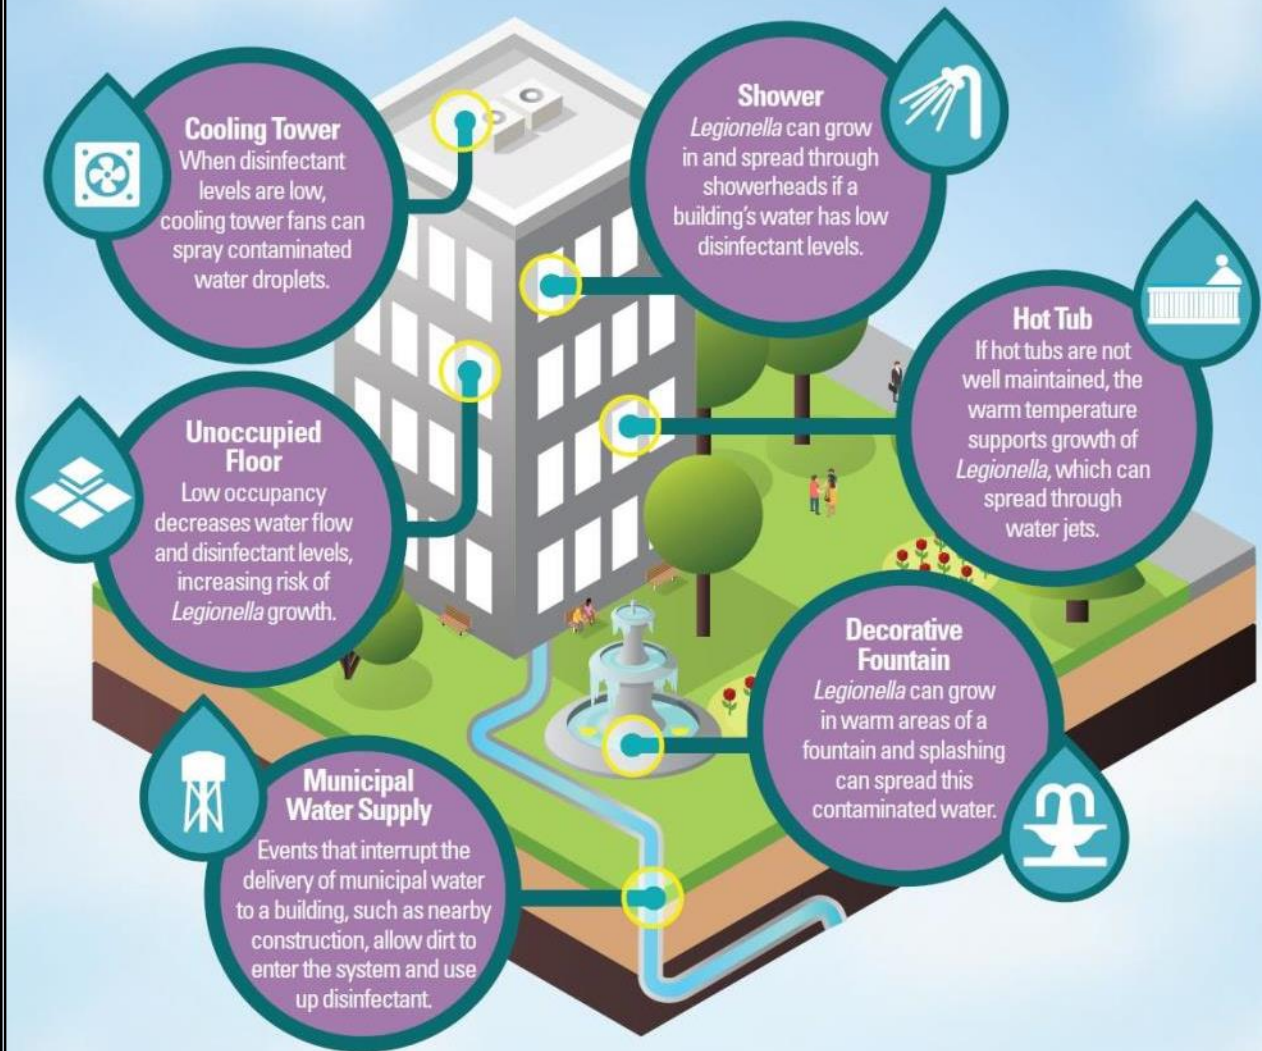 Cooling Tower
When disinfectant
levels are low,
cooling tower fans can
spray contaminated
water droplets.
Shower
Legionella can grow
in and spread through
showerheads if a
building's water has low
disinfectant levels.
Hot Tub
If hot tubs are not
well maintained, the
warm temperature
supports growth of
Legionella, which can
spread through
water jets.
Unoccupied
Floor
Low occupancy
decreases water flow
and disinfectant levels,
increasing risk of
Legionella growth.
Decorative
Fountain
Legionella can grow
in warm areas of a
fountain and splashing
can spread this
contaminated water.
Municipal
Water Supply
Events that interrupt the
delivery of municipal water
to a building, such as nearby
construction, allow dirt to
enter the system and use
up disinfectant.